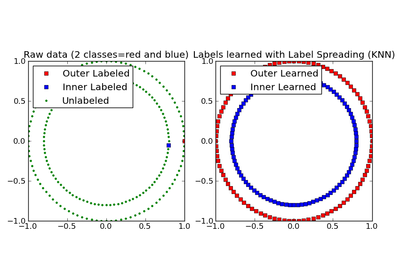 Raw data (2 classes=red and blue)
Outer Labeled
Inner Labeled
Unlabeled
1.0
0.5
0.0
−0.5
−1.0
−1.0
−0.5
0.0
0.5
1.0
Labels learned with Label Spreading (KNN)
Outer Learned
Inner Learned
1.0
0.5
0.0
−0.5
−1.0
−1.0
−0.5
0.0
0.5
1.0